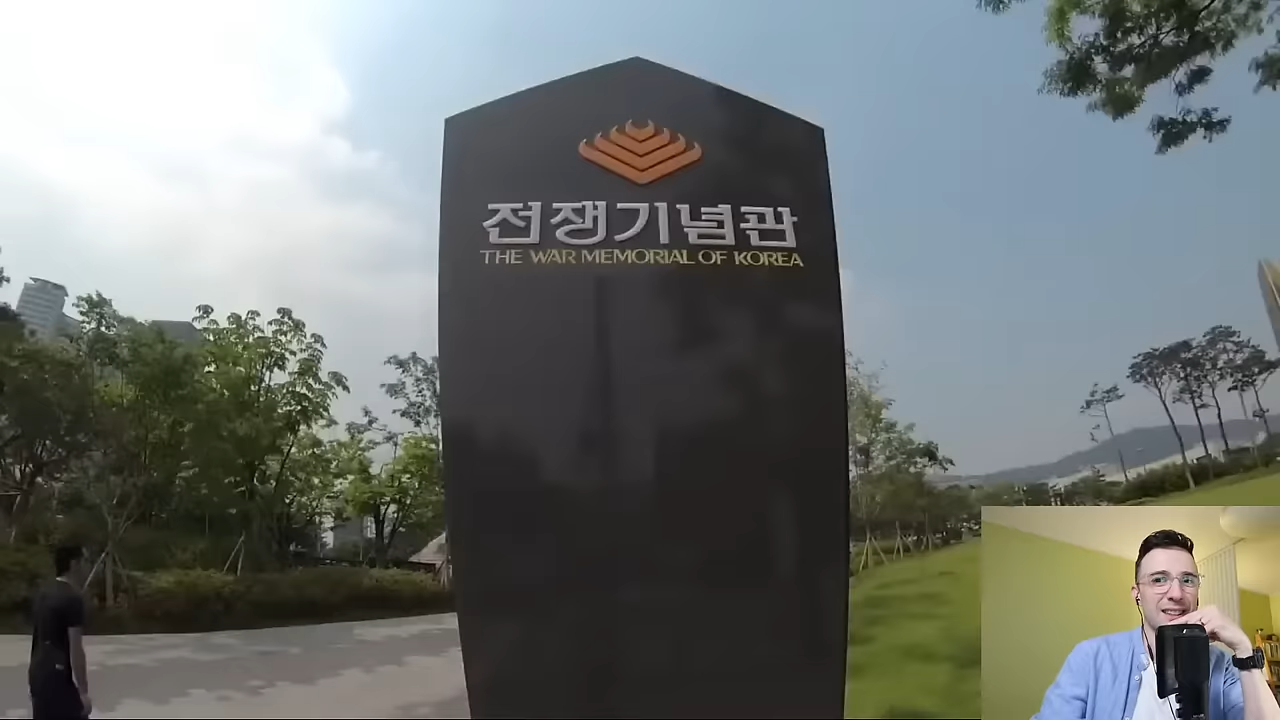 전쟁기념관
THE WAR MEMORIAL OF KOREA